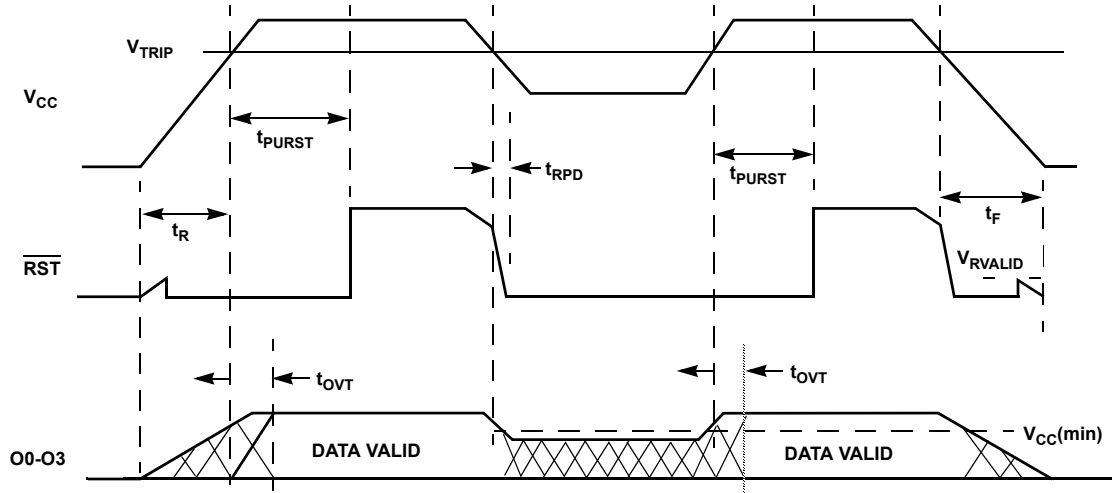 VTRIP
VCC
tPURST
tRPD
tPURST
tR
tF
RST
VRVALID
tOVT
tOVT
DATA VALID
DATA VALID
VCC(min)
O0-O3